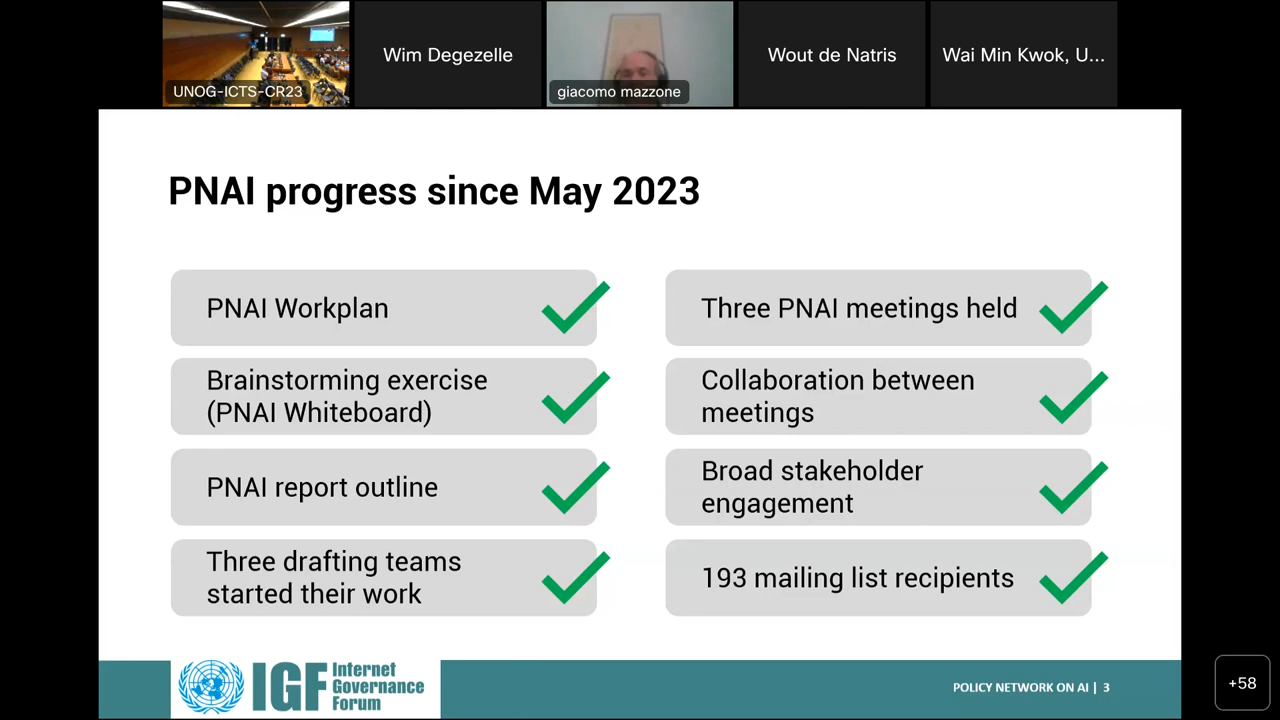 UNOG-ICTS-CR23
Wim Degezelle
giacomo mazzone
Wout de Natris
Wai Min Kwok, U...
PNAI progress since May 2023
PNAI Workplan
Brainstorming exercise
(PNAI Whiteboard)
PNAI report outline
Three drafting teams
started their work
Three PNAI meetings held
Collaboration between
meetings
Broad stakeholder
engagement
193 mailing list recipients
IGF
Internet
Governance
Forum
POLICY NETWORK ON AI | 3
+58